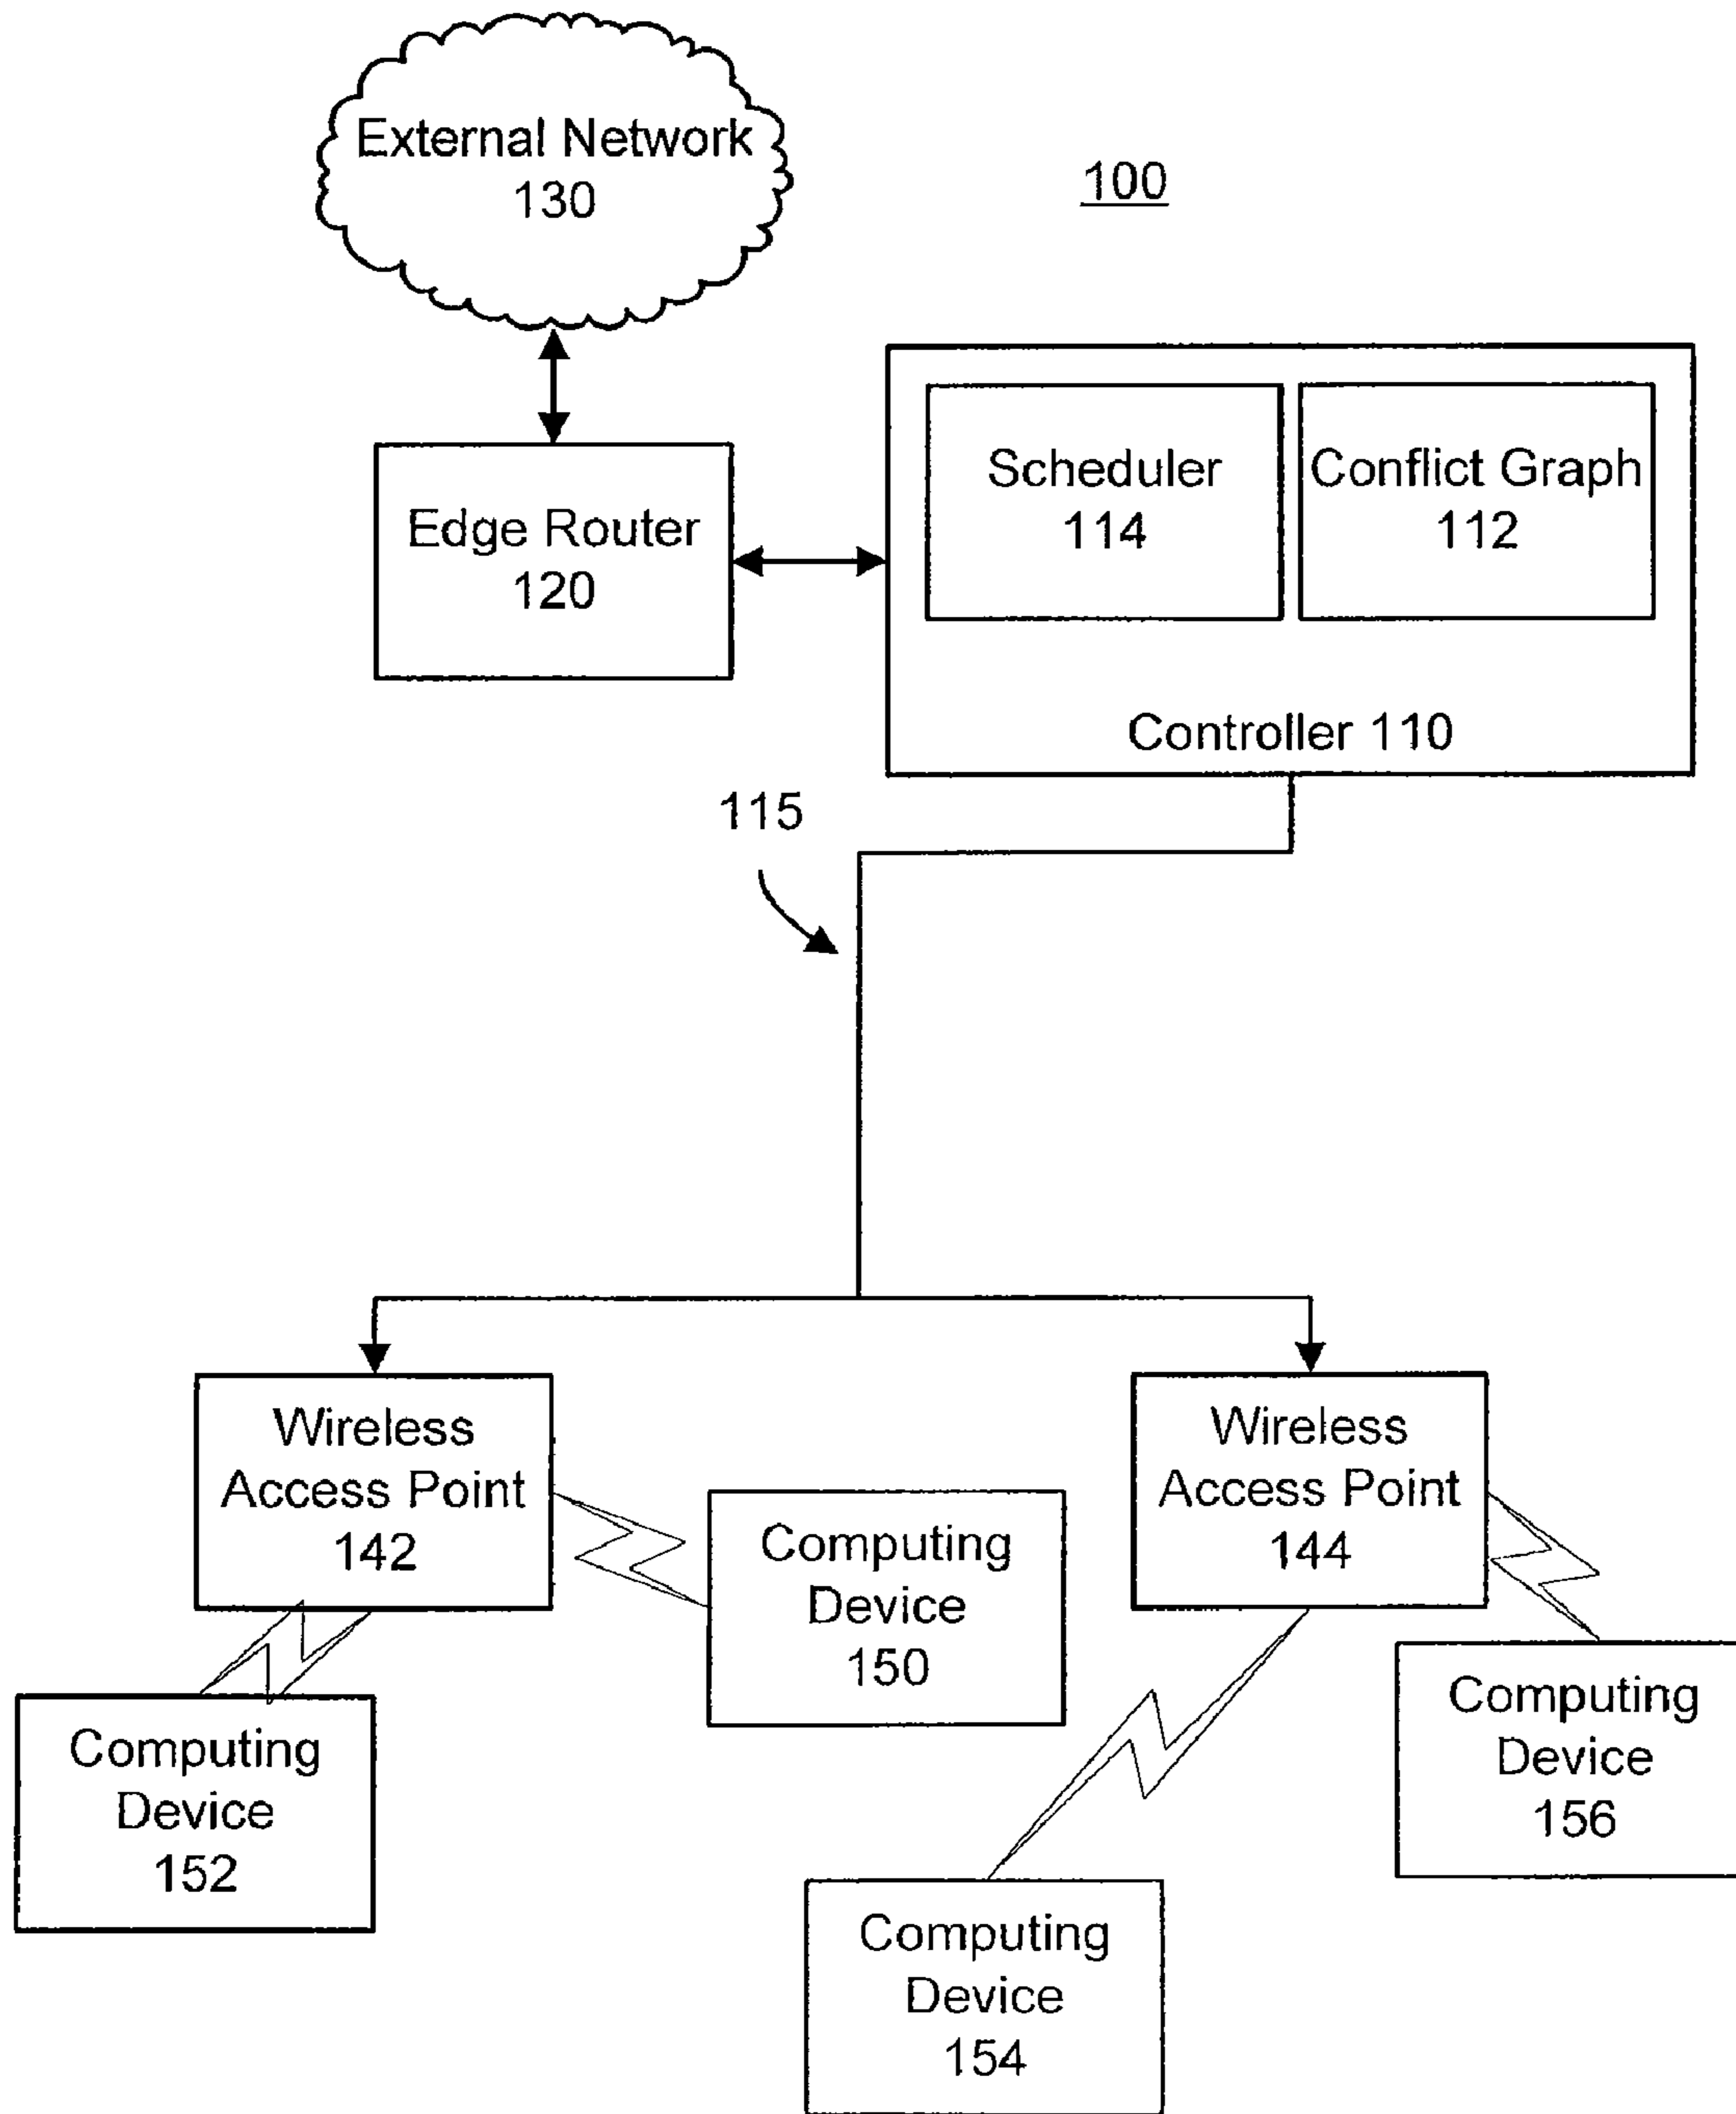 External Network
130
100
Scheduler
114
Conflict Graph
112
Edge Router
120
Controller 110
115
Wireless
Access Point
142
Wireless
Access Point
144
Computing
Device
150
Computing
Device
156
Computing
Device
152
Computing
Device
154